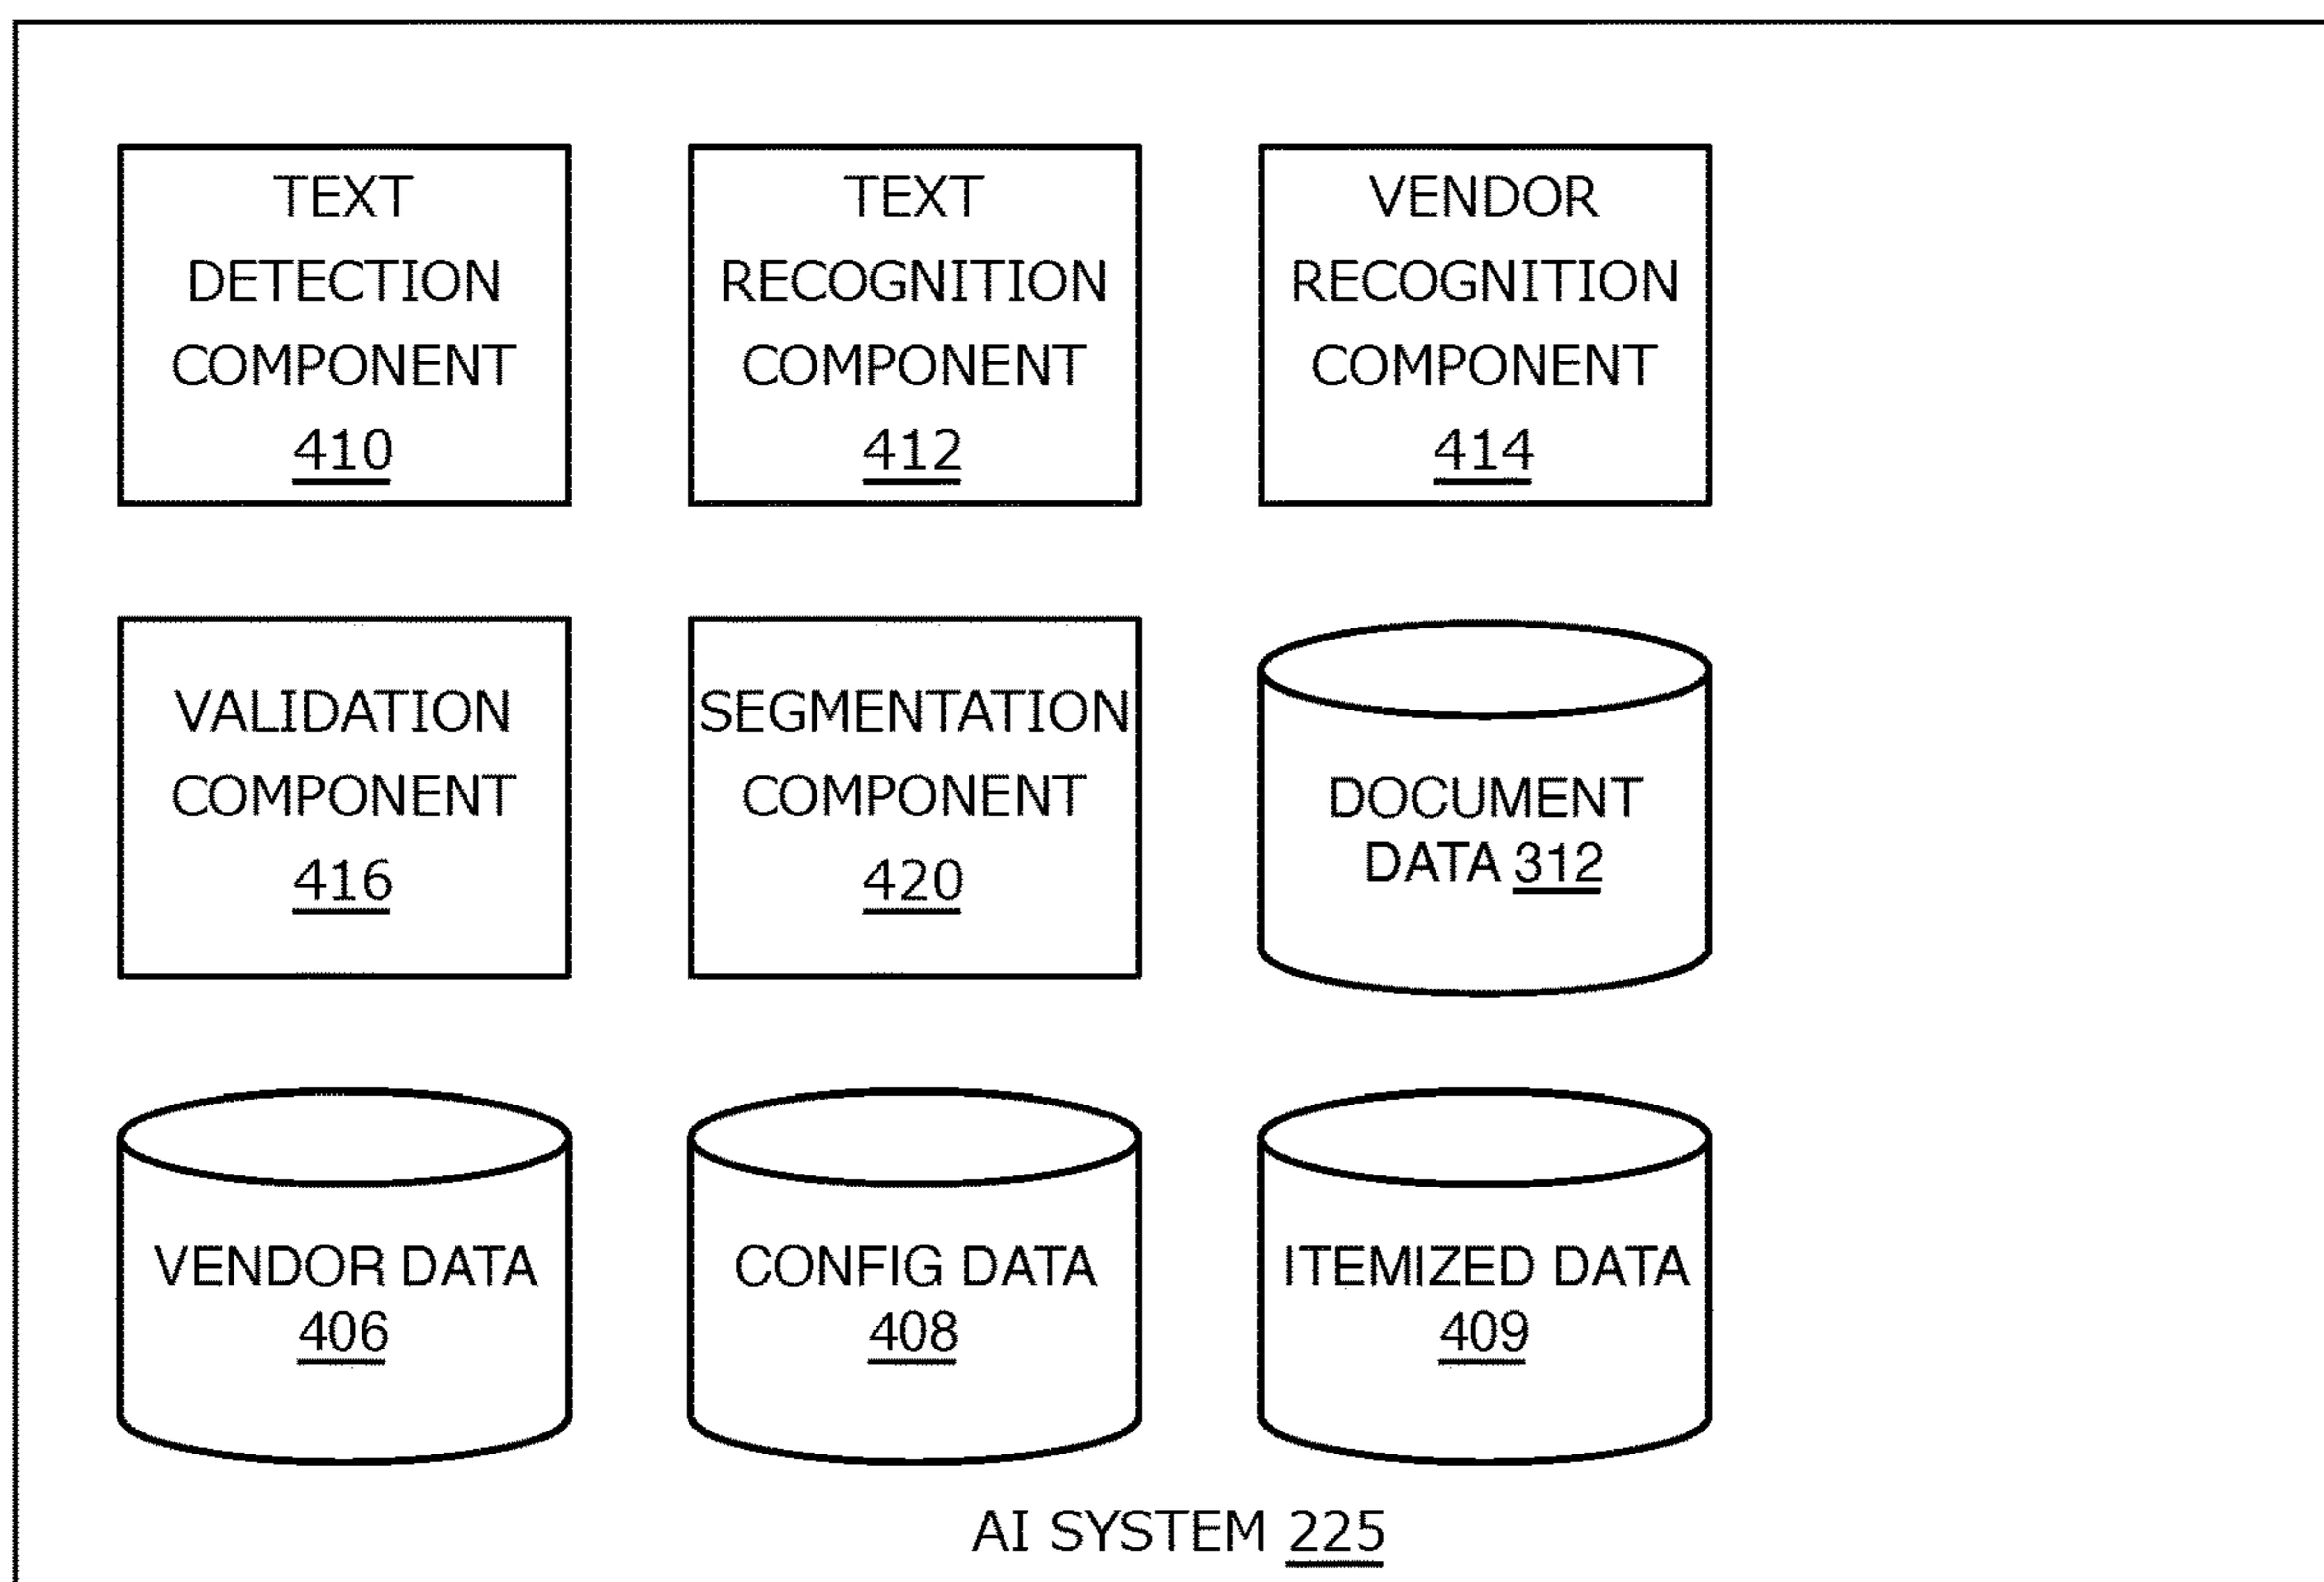 TEXT
DETECTION
COMPONENT
410
TEXT
RECOGNITION
COMPONENT
412
VENDOR
RECOGNITION
COMPONENT
414
VALIDATION
COMPONENT
416
SEGMENTATION
COMPONENT
420
DOCUMENT
DATA 312
VENDOR DATA
406
CONFIG DATA
408
ITEMIZED DATA
409
AI SYSTEM 225